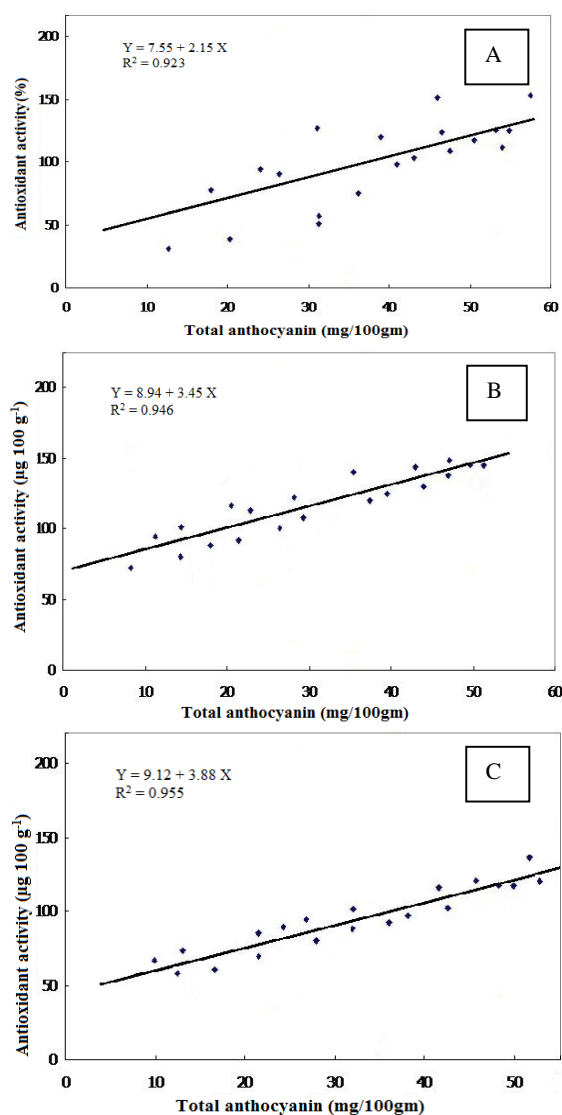 A
Y = 7.55 + 2.15 X
R² = 0.923
Antioxidant activity (%)
200
150
100
50
0
0 10 20 30 40 50 60
Total anthocyanin (mg/100gm)
B
Y = 8.94 + 3.45 X
R² = 0.946
Antioxidant activity (µg 100 g⁻¹)
200
150
100
50
0
0 10 20 30 40 50 60
Total anthocyanin (mg/100gm)
C
Y = 9.12 + 3.88 X
R² = 0.955
Antioxidant activity (µg 100 g⁻¹)
200
150
100
50
0
0 10 20 30 40 50
Total anthocyanin (mg/100gm)